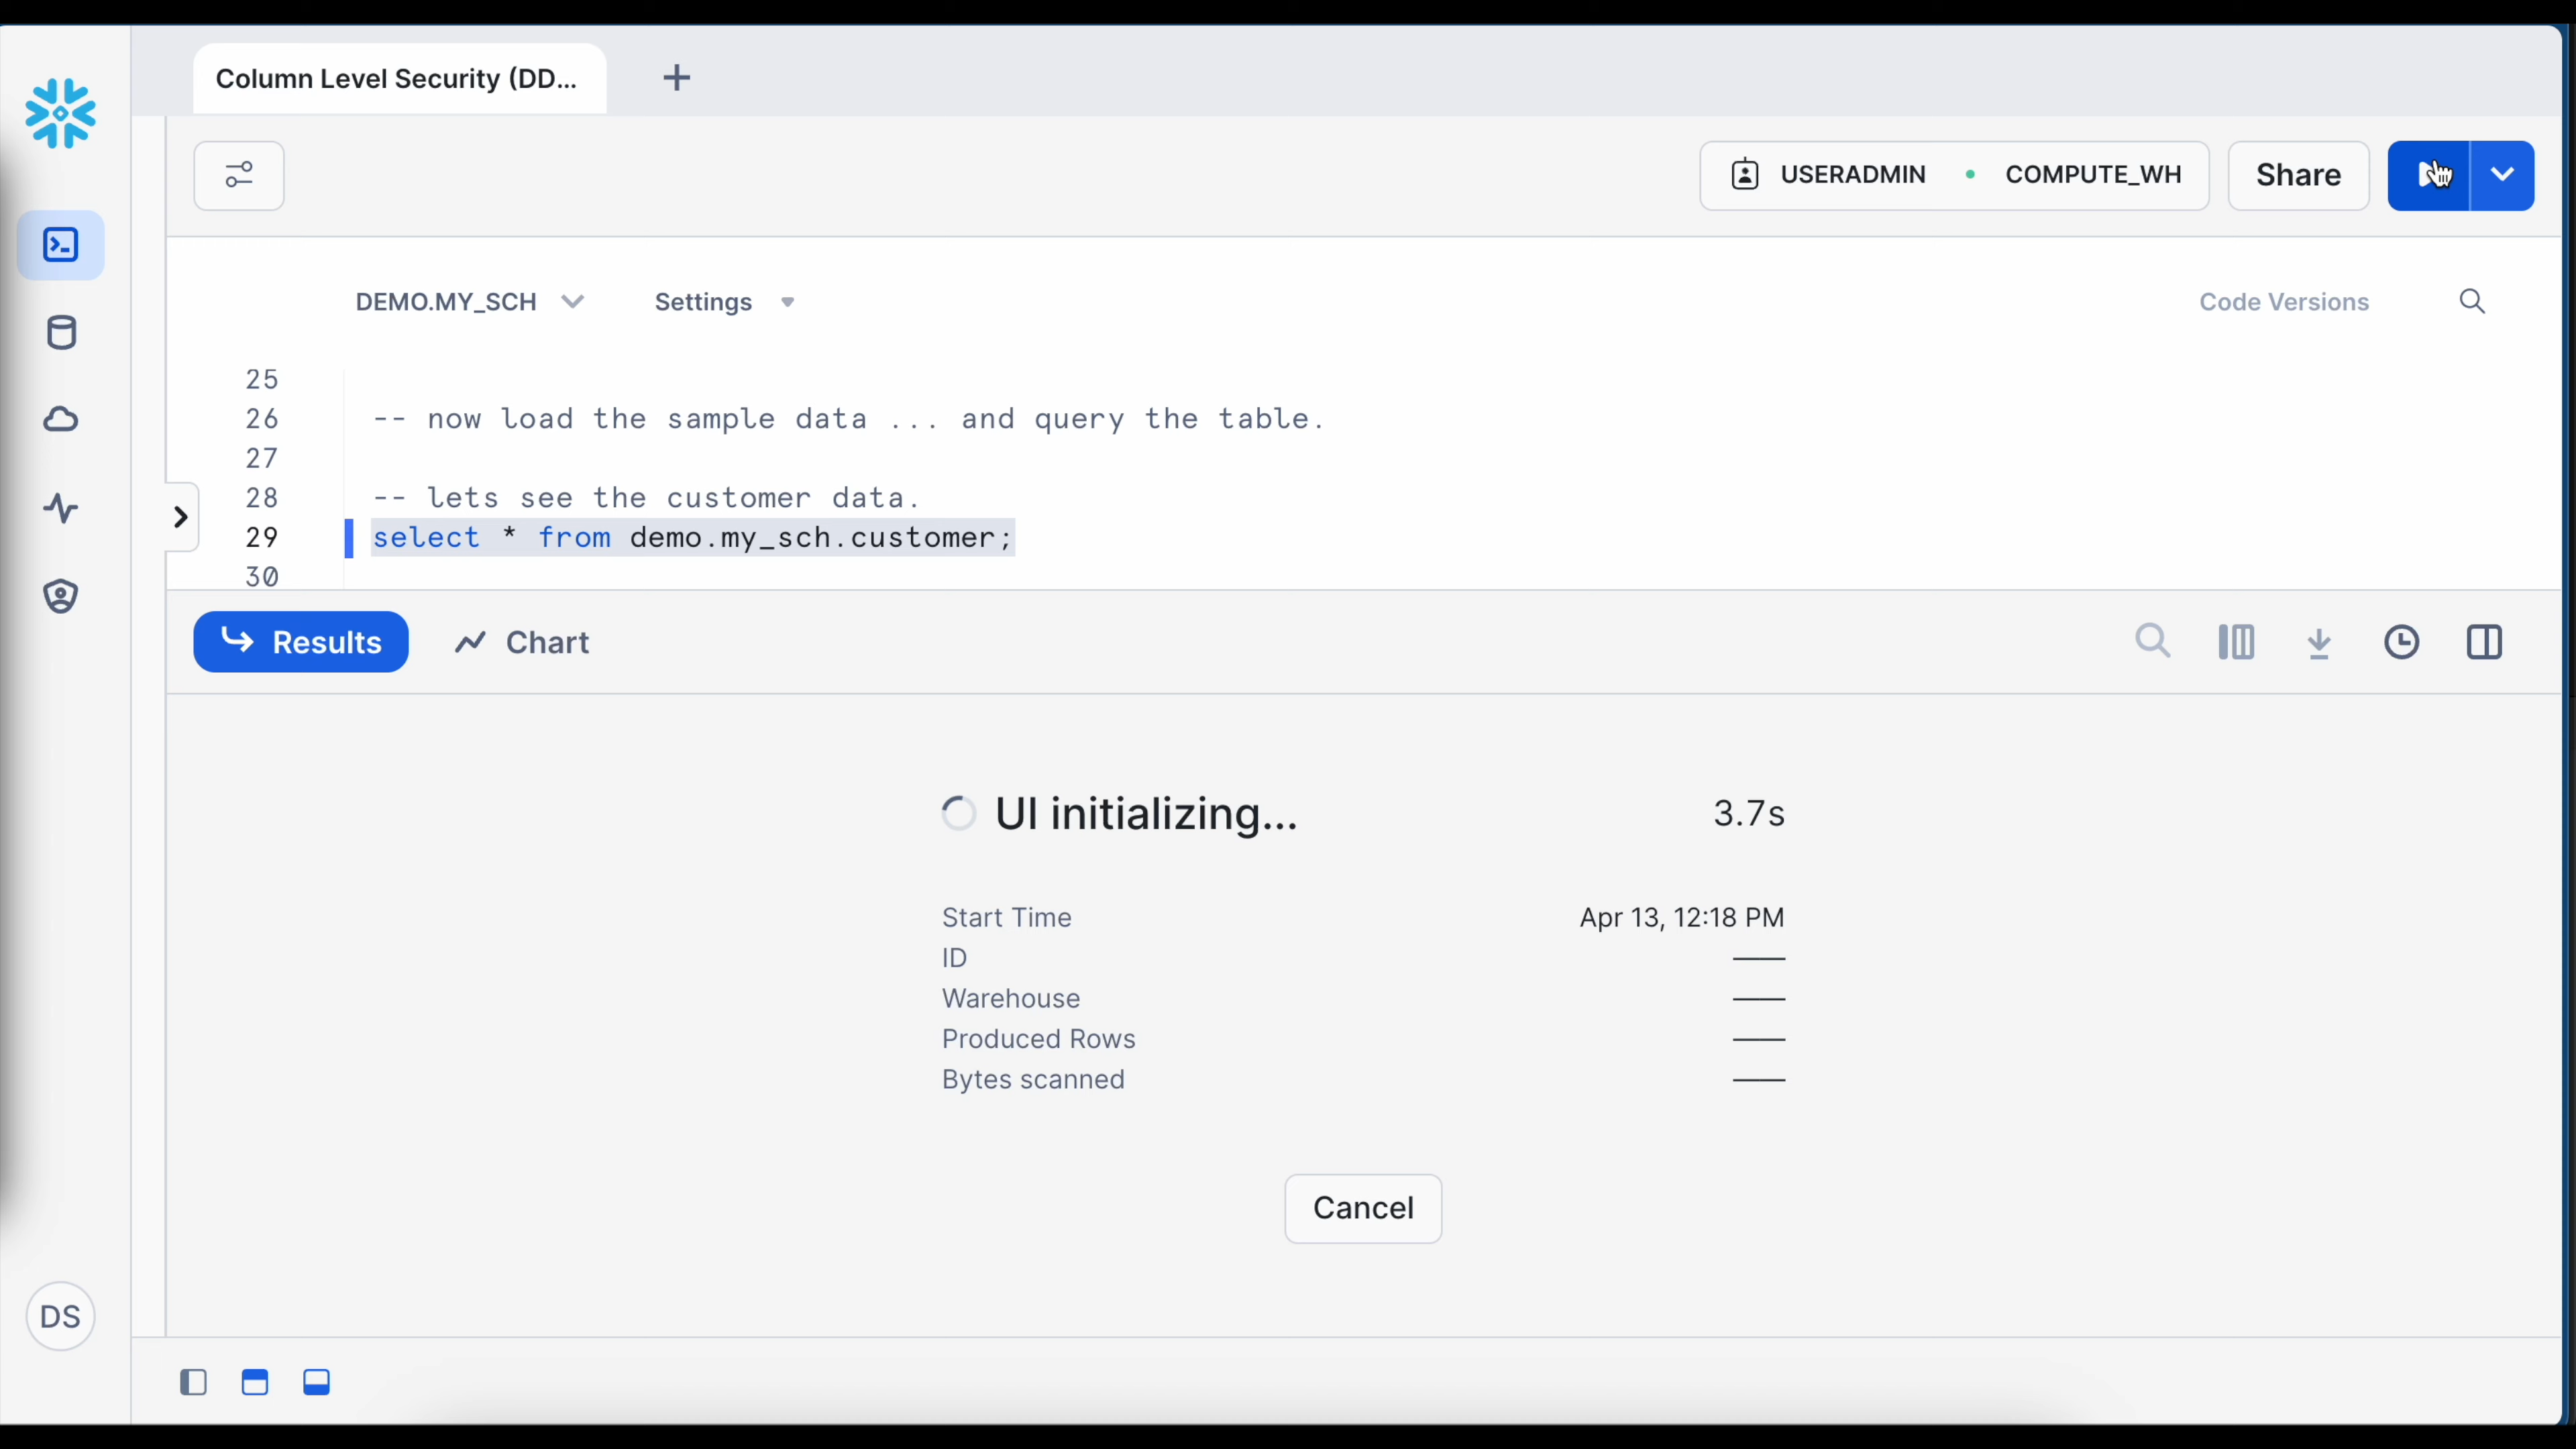 Column Level Security (DD...
USERADMIN • COMPUTE_WH
Share
DEMO.MY_SCH
Settings
Code Versions
25
26 -- now load the sample data ... and query the table.
27
28 -- lets see the customer data.
29 select * from demo.my_sch.customer;
30
Results
Chart
UI initializing... 3.7s
Start Time Apr 13, 12:18 PM
ID
Warehouse
Produced Rows
Bytes scanned
Cancel
DS